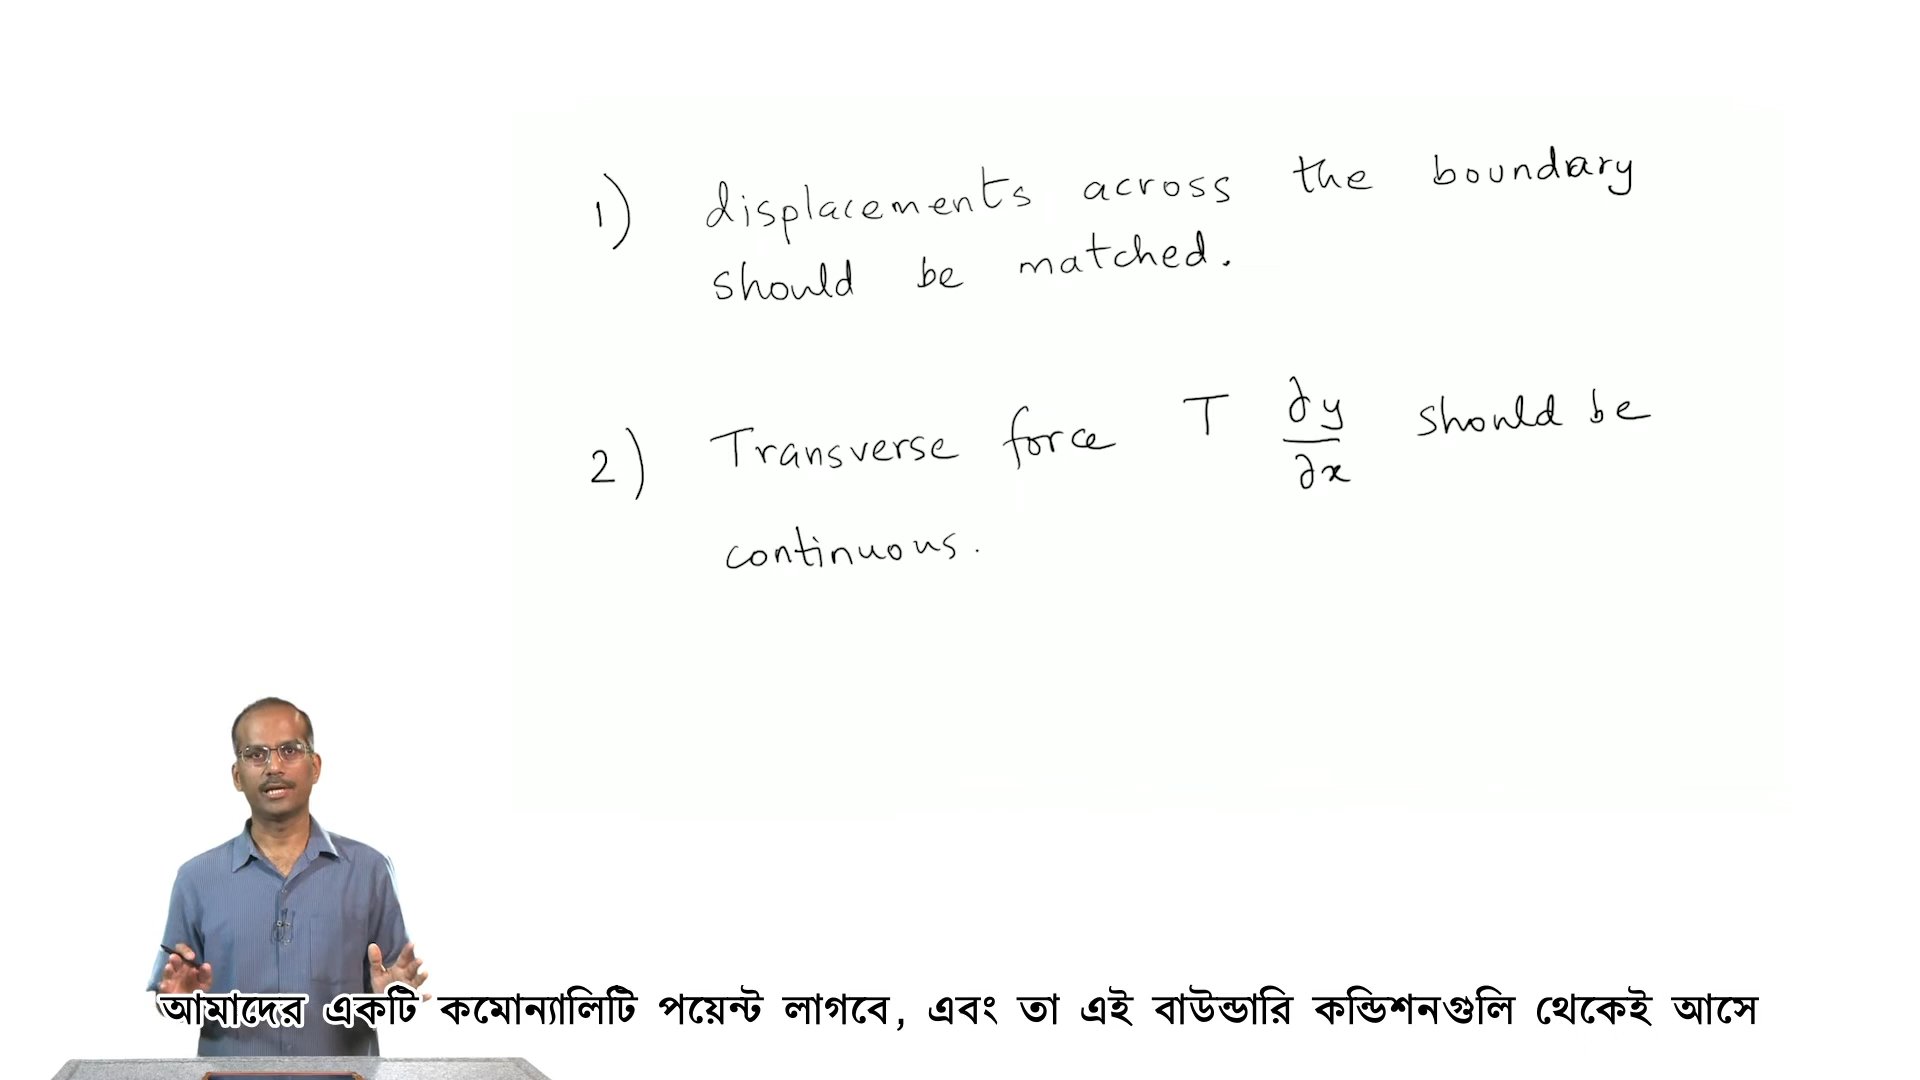 1) displacements across the boundary
should be matched.
2) Transverse force T ∂y/∂x should be
continuous.
আমাদের একটি কমোন্যালিটি পয়েন্ট লাগবে, এবং তা এই বাউন্ডারি কন্ডিশনগুলি থেকেই আসে